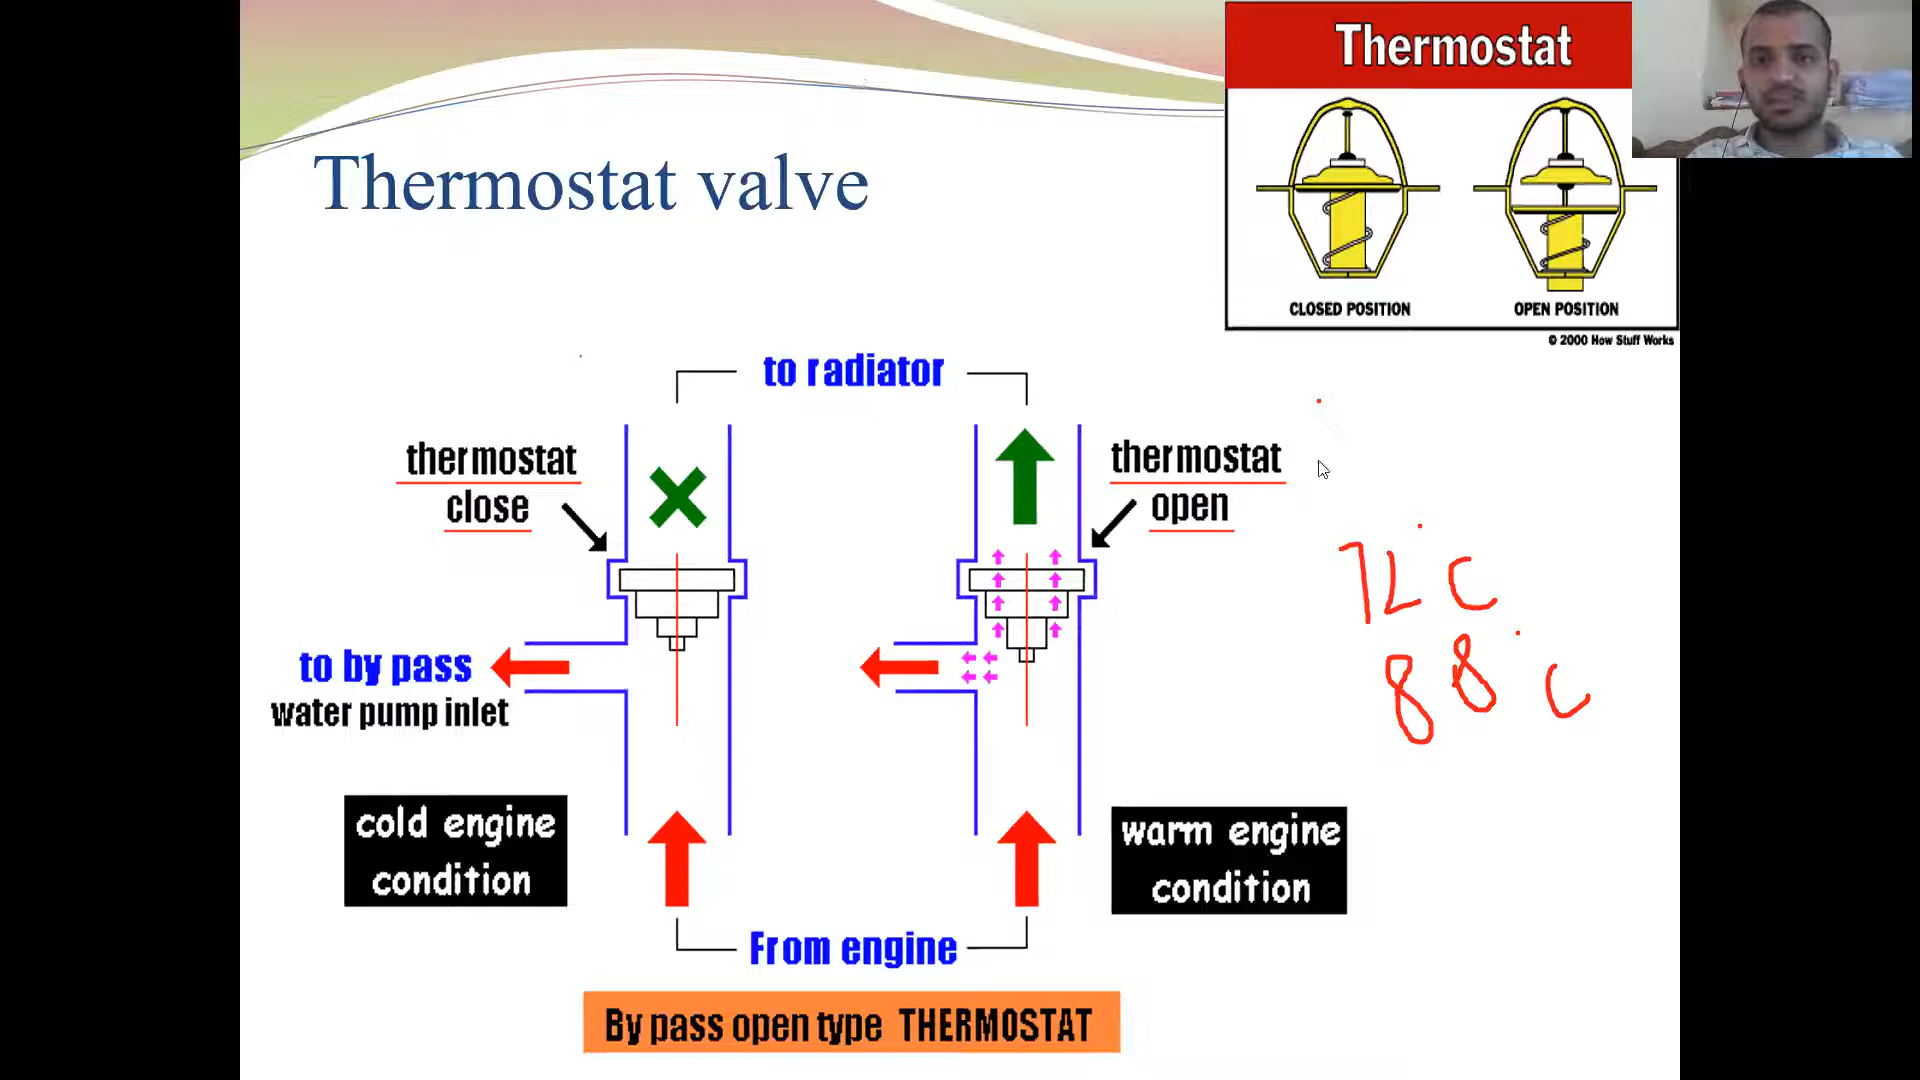 Thermostat
Thermostat valve
CLOSED POSITION
OPEN POSITION
© 2000 How Stuff Works
to radiator
thermostat
close
thermostat
open
72°C
88°C
to by pass
water pump inlet
cold engine
condition
warm engine
condition
From engine
By pass open type THERMOSTAT